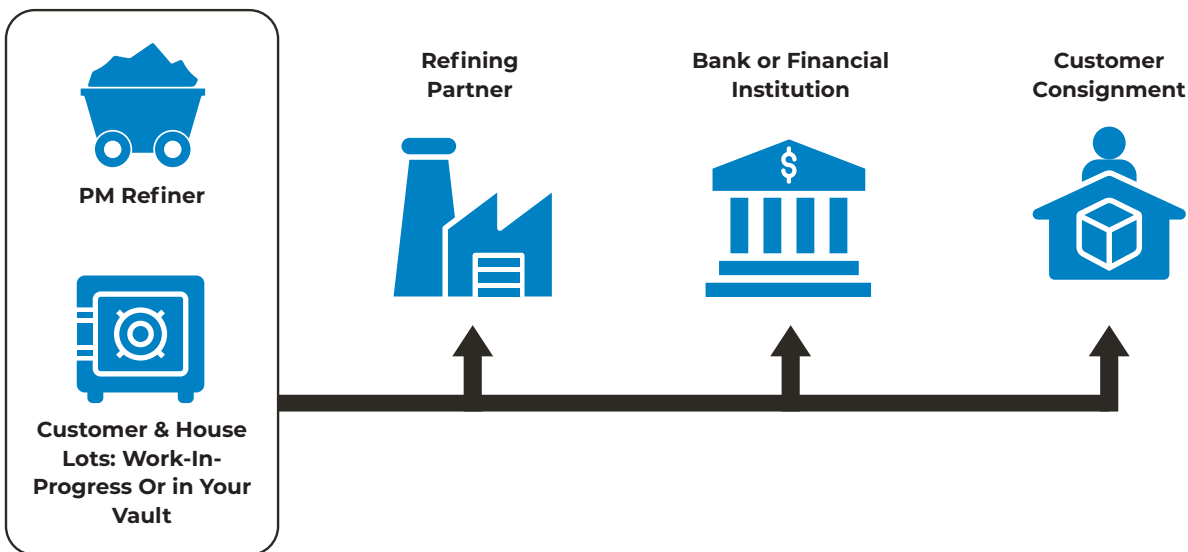 PM Refiner
Customer & House
Lots: Work-In-
Progress Or in Your
Vault
Refining
Partner
Bank or Financial
Institution
$
Customer
Consignment